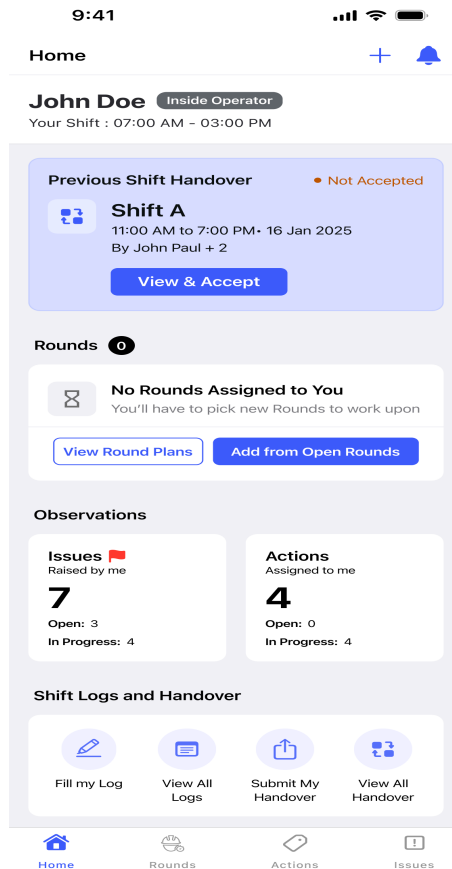 9:41
Home
John Doe Inside Operator
Your Shift : 07:00 AM - 03:00 PM
Previous Shift Handover
• Not Accepted
Shift A
11:00 AM to 7:00 PM• 16 Jan 2025
By John Paul + 2
View & Accept
Rounds 0
No Rounds Assigned to You
You’ll have to pick new Rounds to work upon
View Round Plans
Add from Open Rounds
Observations
Issues
Raised by me
7
Open: 3
In Progress: 4
Actions
Assigned to me
4
Open: 0
In Progress: 4
Shift Logs and Handover
Fill my Log
View All
Logs
Submit My
Handover
View All
Handover
Home
Rounds
Actions
Issues